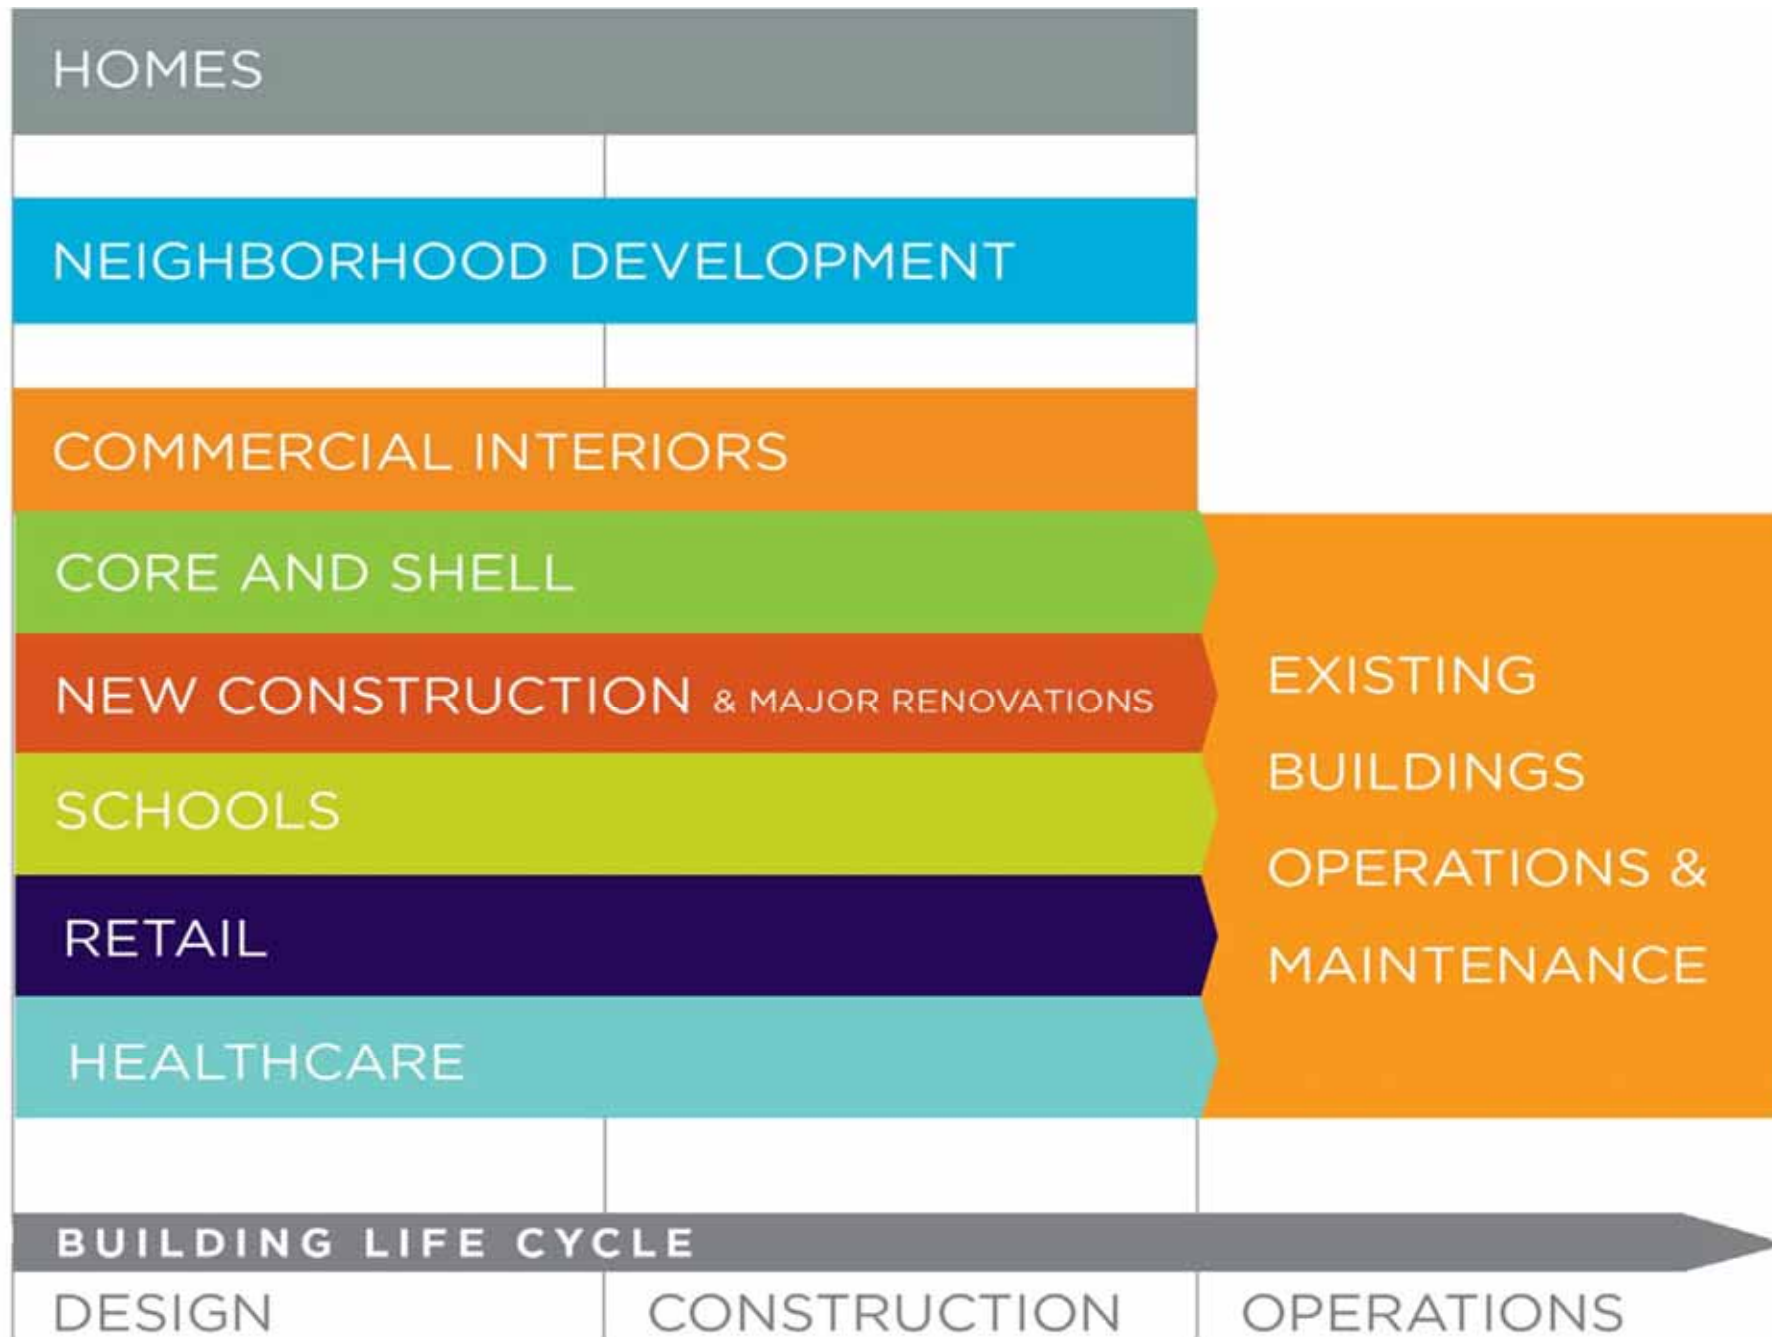 HOMES
NEIGHBORHOOD DEVELOPMENT
COMMERCIAL INTERIORS
CORE AND SHELL
NEW CONSTRUCTION & MAJOR RENOVATIONS
SCHOOLS
RETAIL
HEALTHCARE
EXISTING
BUILDINGS
OPERATIONS &
MAINTENANCE
BUILDING LIFE CYCLE
DESIGN
CONSTRUCTION
OPERATIONS